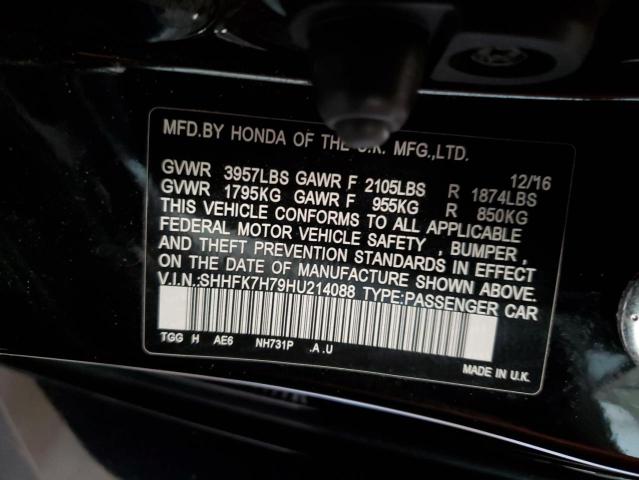 MFD.BY HONDA OF THE U.K. MFG.,LTD.
12/16
GVWR 3957LBS GAWR F 2105LBS R 1874LBS
GVWR 1795KG GAWR F 955KG R 850KG
THIS VEHICLE CONFORMS TO ALL APPLICABLE
FEDERAL MOTOR VEHICLE SAFETY , BUMPER ,
AND THEFT PREVENTION STANDARDS IN EFFECT
ON THE DATE OF MANUFACTURE SHOWN ABOVE.
V.I.N.:SHHFK7H79HU214088 TYPE:PASSENGER CAR
TGG H AE6 NH731P .A .U
MADE IN U.K.